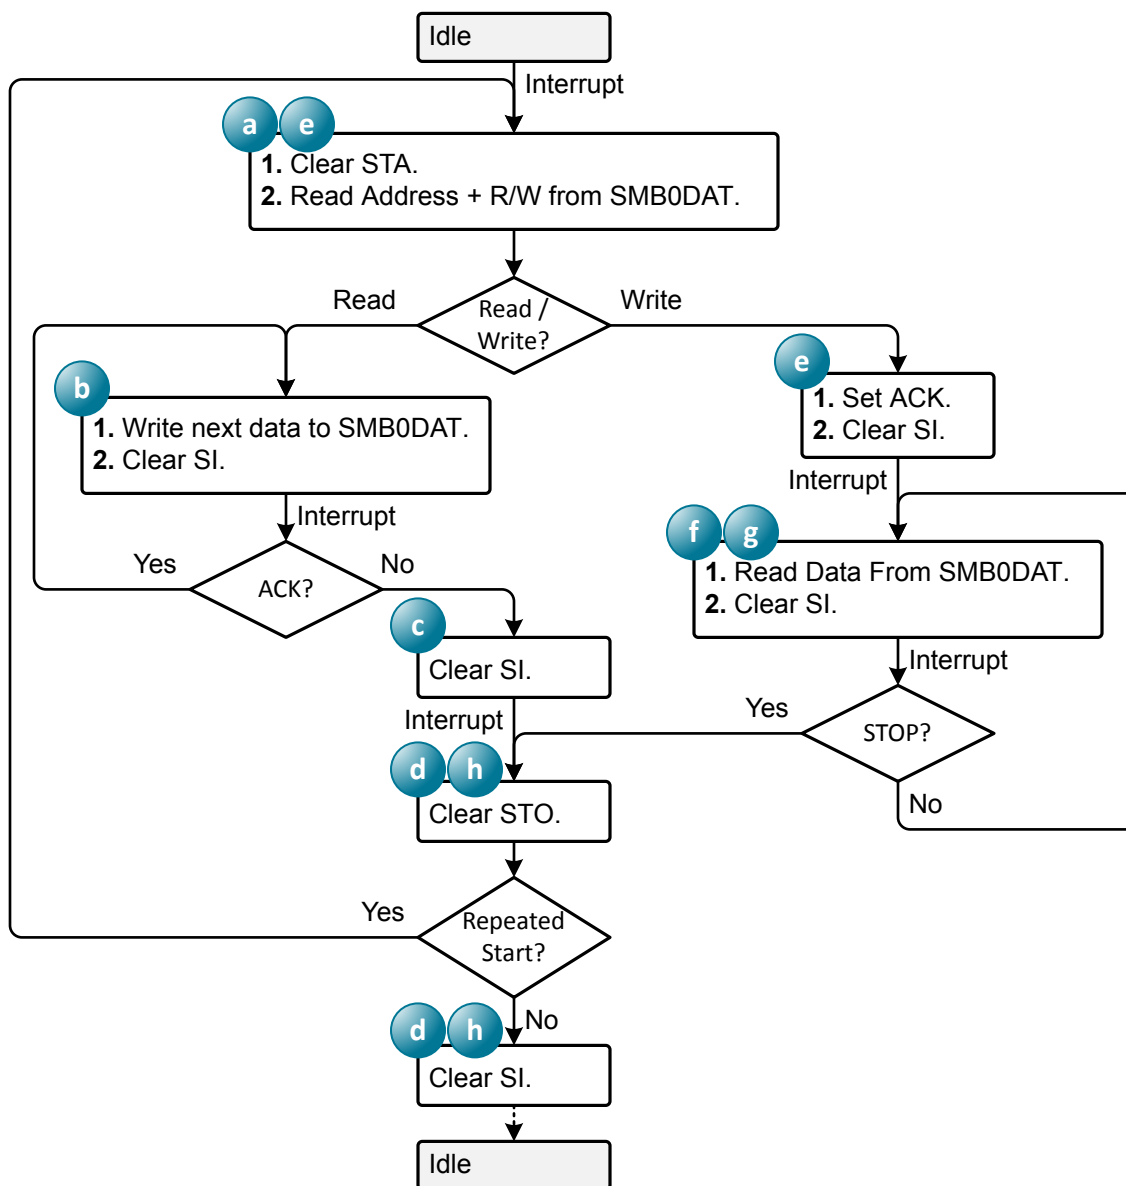 Idle
Interrupt
a e
1. Clear STA.
2. Read Address + R/W from SMB0DAT.
Read
Read /
Write?
Write
b
1. Write next data to SMB0DAT.
2. Clear SI.
e
1. Set ACK.
2. Clear SI.
Interrupt
Interrupt
Yes
ACK?
No
f g
1. Read Data From SMB0DAT.
2. Clear SI.
c
Clear SI.
Interrupt
Interrupt
Yes
STOP?
No
d h
Clear STO.
Yes
Repeated
Start?
No
d h
Clear SI.
Idle